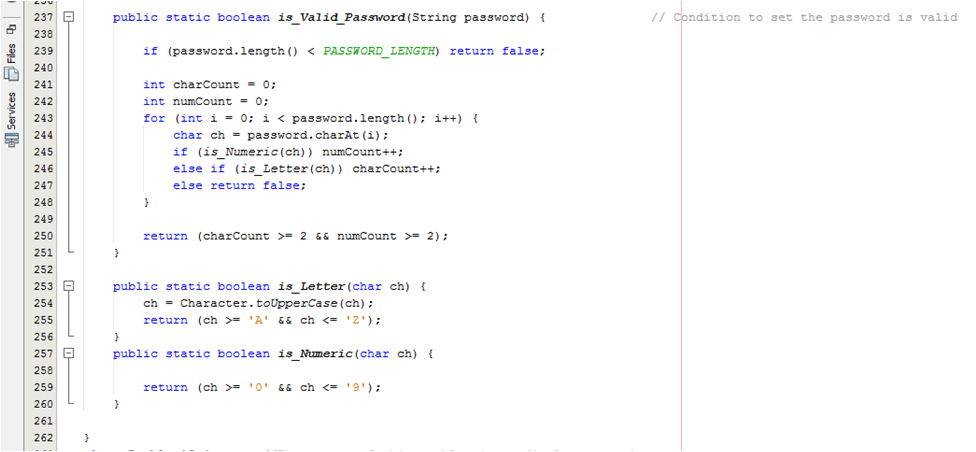 Files
Services
237 public static boolean is_Valid_Password(String password) { // Condition to set the password is valid
238
239 if (password.length() < PASSWORD_LENGTH) return false;
240
241 int charCount = 0;
242 int numCount = 0;
243 for (int i = 0; i < password.length(); i++) {
244 char ch = password.charAt(i);
245 if (is_Numeric(ch)) numCount++;
246 else if (is_Letter(ch)) charCount++;
247 else return false;
248 }
249
250 return (charCount >= 2 && numCount >= 2);
251 }
252
253 public static boolean is_Letter(char ch) {
254 ch = Character.toUpperCase(ch);
255 return (ch >= 'A' && ch <= 'Z');
256 }
257 public static boolean is_Numeric(char ch) {
258
259 return (ch >= '0' && ch <= '9');
260 }
261
262 }